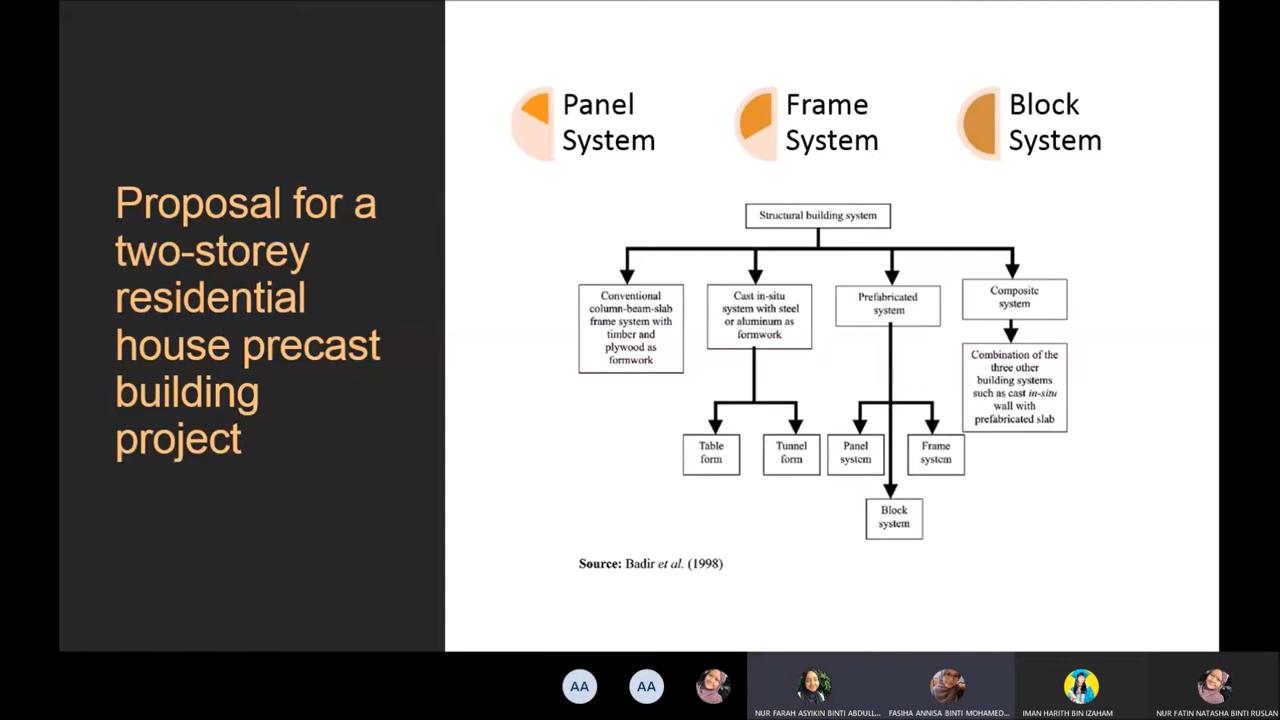 Proposal for a
two-storey
residential
house precast
building
project
Panel
System
Frame
System
Block
System
Structural building system
Conventional
column-beam-slab
frame system with
timber and
plywood as
formwork
Cast in-situ
system with steel
or aluminum as
formwork
Prefabricated
system
Composite
system
Combination of the
three other
building systems
such as cast in-situ
wall with
prefabricated slab
Table
form
Tunnel
form
Panel
system
Frame
system
Block
system
Source: Badir et al. (1998)
AA
AA
NUR FARAH ASYIKIN BINTI ABDULL...
FASIHA ANNISA BINTI MOHAMED...
IMAN HARITH BIN IZAHAM
NUR FATIN NATASHA BINTI RUSLAN